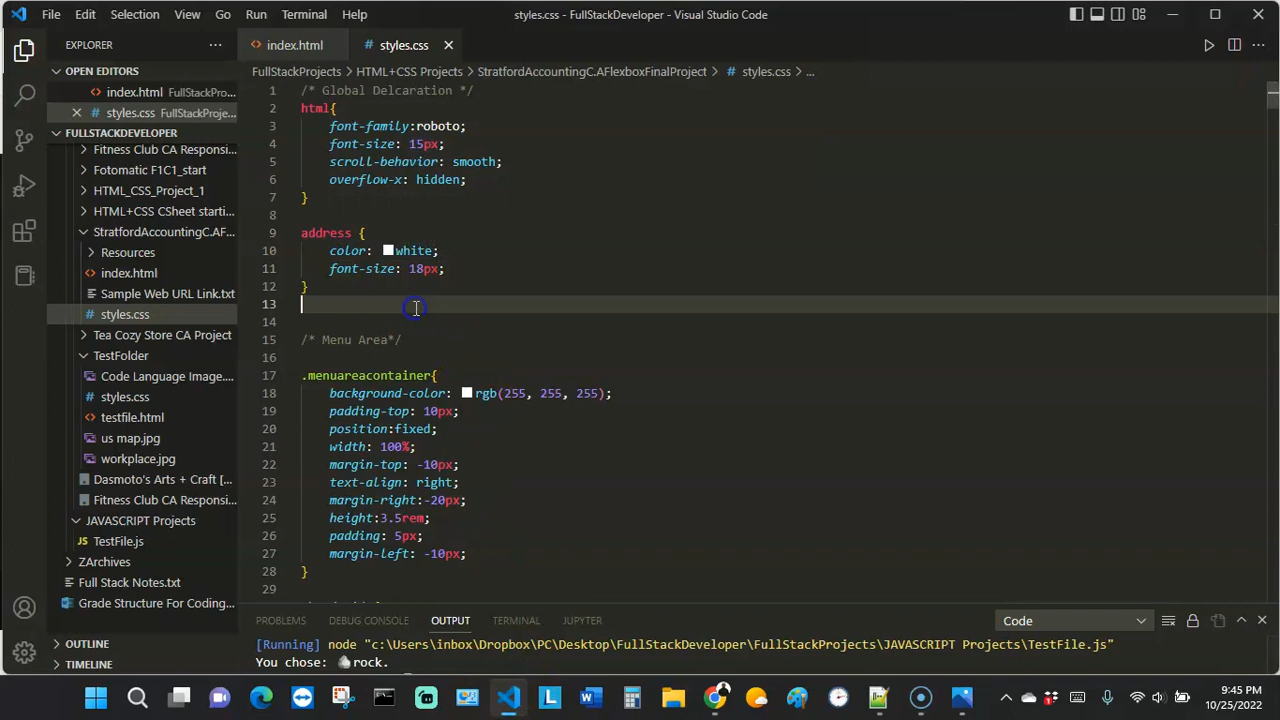 File Edit Selection View Go Run Terminal Help
styles.css - FullStackDeveloper - Visual Studio Code
EXPLORER
OPEN EDITORS
index.html FullStackPro...
styles.css FullStackProje...
FULLSTACKDEVELOPER
Fitness Club CA Respons...
Fotomatic F1C1_start
HTML_CSS_Project_1
HTML+CSS CSheet starti...
StratfordAccountingC.AF...
Resources
index.html
Sample Web URL Link.txt
styles.css
Tea Cozy Store CA Project
TestFolder
Code Language Image....
styles.css
testfile.html
us map.jpg
workplace.jpg
Dasmoto's Arts + Craft [...
Fitness Club CA Responsi...
JAVASCRIPT Projects
TestFile.js
ZArchives
Full Stack Notes.txt
Grade Structure For Coding...
OUTLINE
TIMELINE
index.html styles.css
FullStackProjects > HTML+CSS Projects > StratfordAccountingC.AFlexboxFinalProject > # styles.css > ...
1 /* Global Delcaration */
2 html{
3 font-family:roboto;
4 font-size: 15px;
5 scroll-behavior: smooth;
6 overflow-x: hidden;
7 }
8
9 address {
10 color: white;
11 font-size: 18px;
12 }
13
14
15 /* Menu Area*/
16
17 .menuareacontainer{
18 background-color: rgb(255, 255, 255);
19 padding-top: 10px;
20 position:fixed;
21 width: 100%;
22 margin-top: -10px;
23 text-align: right;
24 margin-right:-20px;
25 height:3.5rem;
26 padding: 5px;
27 margin-left: -10px;
28 }
29
PROBLEMS DEBUG CONSOLE OUTPUT TERMINAL JUPYTER
Code
[Running] node "c:\Users\inbox\Dropbox\PC\Desktop\FullStackDeveloper\FullStackProjects\JAVASCRIPT Projects\TestFile.js"
You chose: 🪨rock.
9:45 PM
10/25/2022